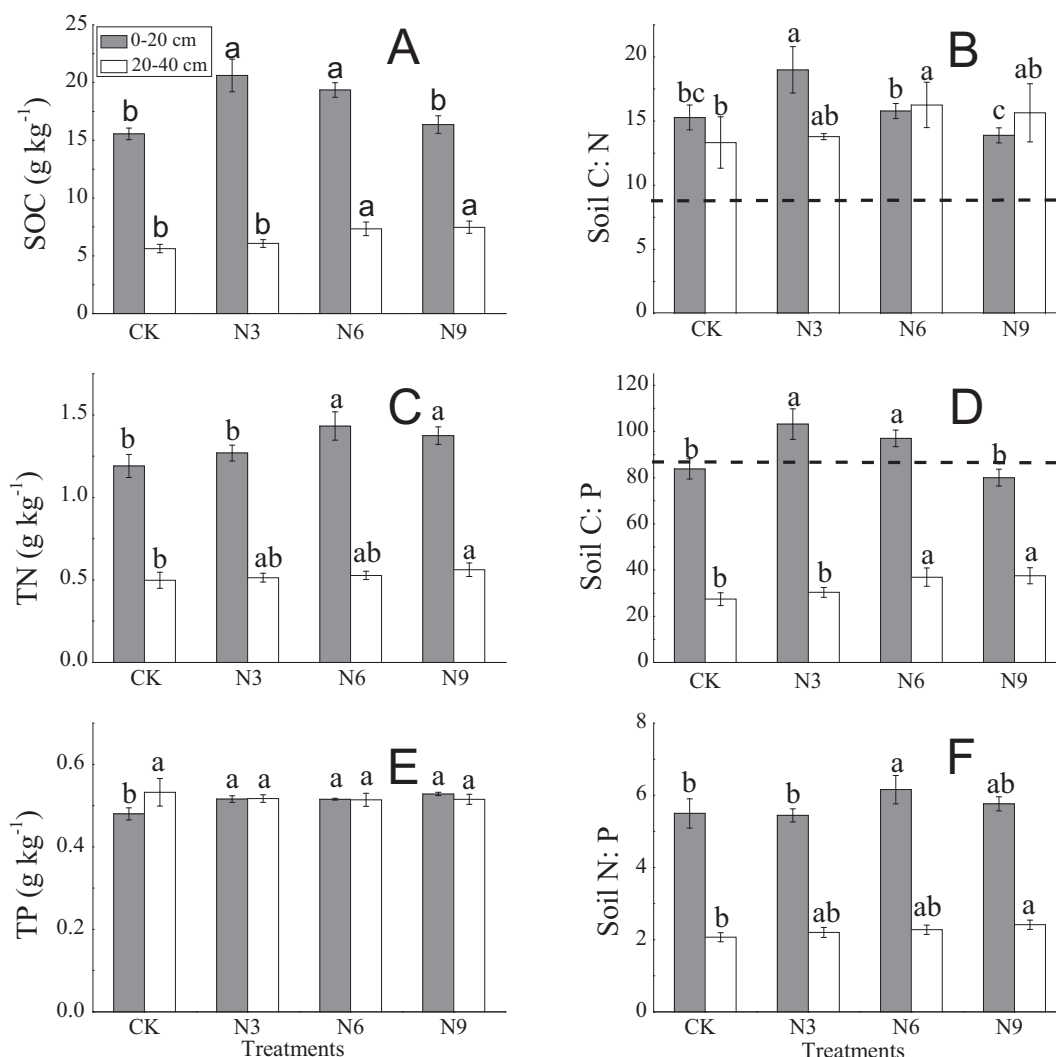 A
0-20 cm
20-40 cm
SOC (g kg-1)
25
20
15
10
5
0
b b a b a a b a
CK N3 N6 N9
B
Soil C: N
20
15
10
5
0
bc b a ab b a c ab
CK N3 N6 N9
C
TN (g kg-1)
1.5
1.0
0.5
0.0
b b b ab a ab a a
CK N3 N6 N9
D
Soil C: P
120
100
80
60
40
20
0
b b a b a a b a
CK N3 N6 N9
E
TP (g kg-1)
0.6
0.4
0.2
0.0
b a a a a a a a
CK N3 N6 N9
Treatments
F
Soil N: P
8
6
4
2
0
b b b ab a ab ab a
CK N3 N6 N9
Treatments